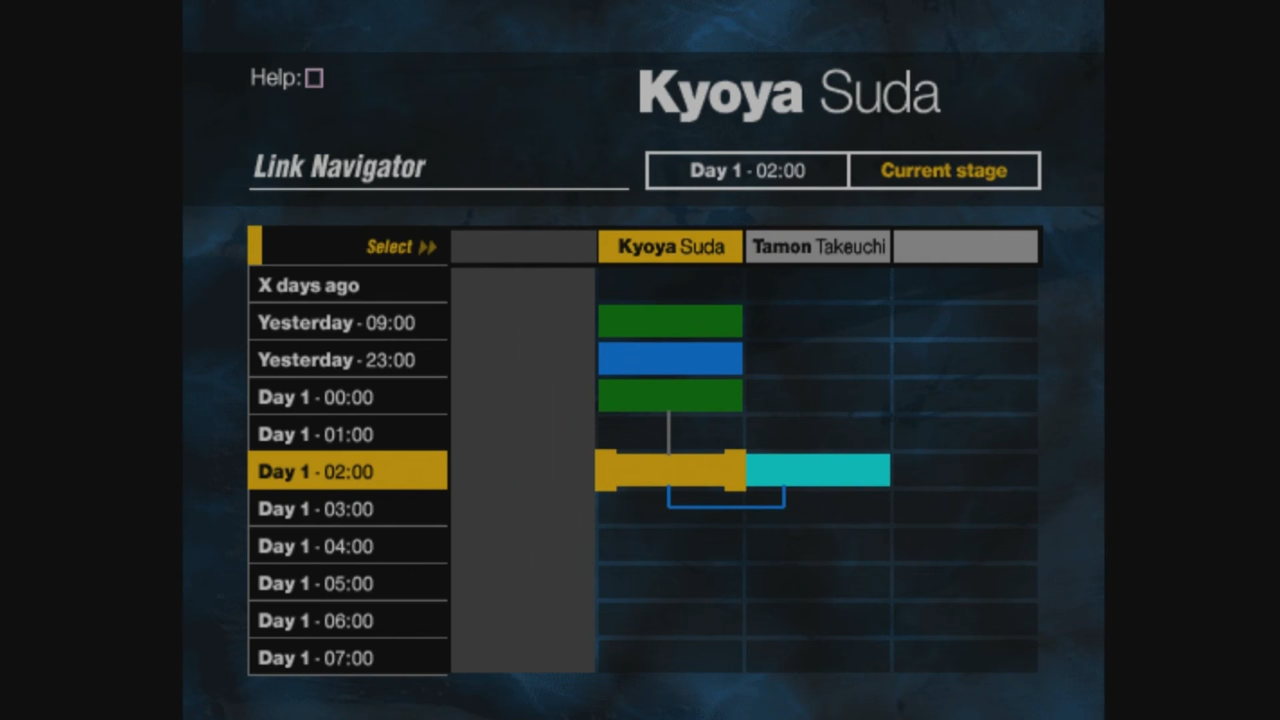 Help:
Kyoya Suda
Link Navigator
Day 1 - 02:00
Current stage
Select
Kyoya Suda
Tamon Takeuchi
X days ago
Yesterday - 09:00
Yesterday - 23:00
Day 1 - 00:00
Day 1 - 01:00
Day 1 - 02:00
Day 1 - 03:00
Day 1 - 04:00
Day 1 - 05:00
Day 1 - 06:00
Day 1 - 07:00